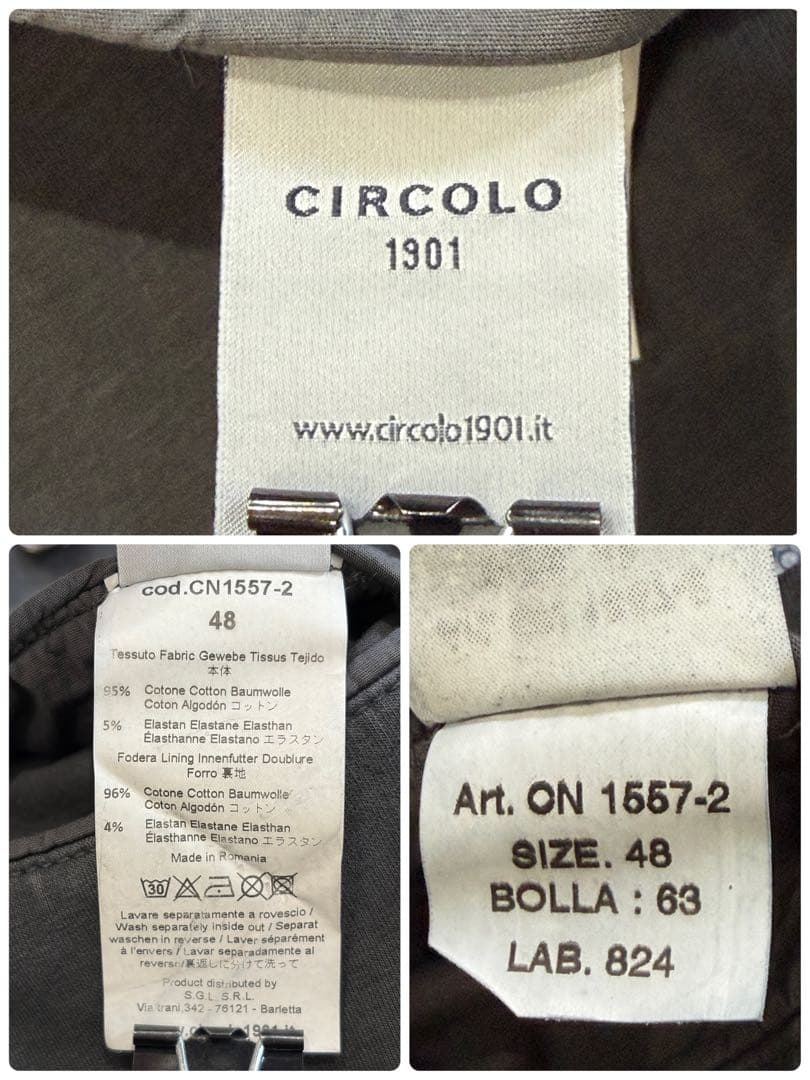 CIRCOLO
1901
www.circolo1901.it
cod.CN1557-2
48
Tessuto Fabric Gewebe Tissus Tejido
本体
95% Cotone Cotton Baumwolle
Coton Algodón コットン
5% Elastan Elastane Elasthan
Élasthanne Elastano エラスタン
Fodera Lining Innenfutter Doublure
Forro 裏地
96% Cotone Cotton Baumwolle
Coton Algodón コットン
4% Elastan Elastane Elasthan
Élasthanne Elastano エラスタン
Made in Romania
30
Lavare separatamente a rovescio /
Wash separately inside out / Separat
waschen in reverse / Laver séparément
à l'envers / Lavar separadamente al
reverso/裏返しに分けて洗って
Product distributed by
S.G.L. S.R.L.
Via trani,342 - 76121 - Barletta
Art. ON 1557-2
SIZE. 48
BOLLA : 63
LAB. 824